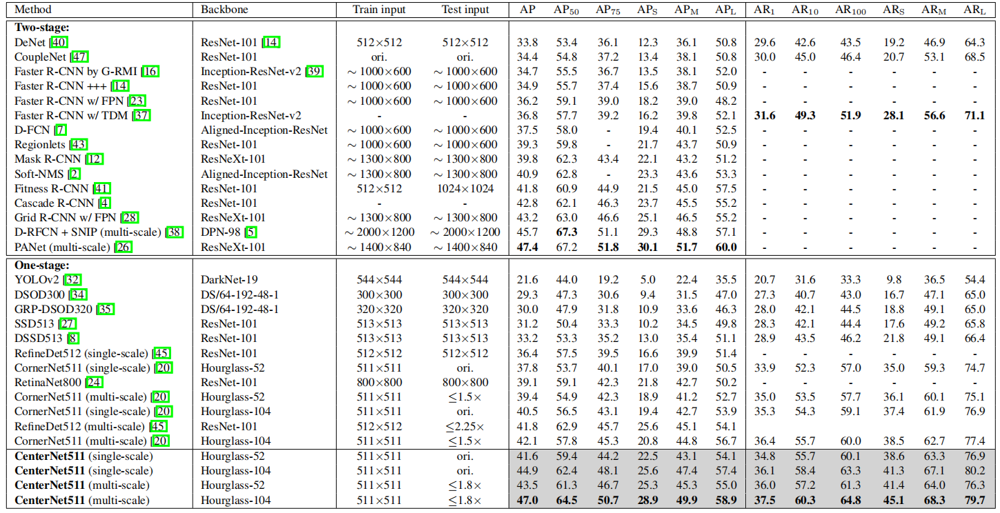 Method Backbone Train input Test input AP AP50 AP75 APS APM APL AR1 AR10 AR100 ARS ARM ARL
Two-stage:
DeNet [40] ResNet-101 [14] 512×512 512×512 33.8 53.4 36.1 12.3 36.1 50.8 29.6 42.6 43.5 19.2 46.9 64.3
CoupleNet [47] ResNet-101 ori. ori. 34.4 54.8 37.2 13.4 38.1 50.8 30.0 45.0 46.4 20.7 53.1 68.5
Faster R-CNN by G-RMI [16] Inception-ResNet-v2 [39] ∼ 1000×600 ∼ 1000×600 34.7 55.5 36.7 13.5 38.1 52.0 - - - - - -
Faster R-CNN +++ [14] ResNet-101 ∼ 1000×600 ∼ 1000×600 34.9 55.7 37.4 15.6 38.7 50.9 - - - - - -
Faster R-CNN w/ FPN [23] ResNet-101 ∼ 1000×600 ∼ 1000×600 36.2 59.1 39.0 18.2 39.0 48.2 - - - - - -
Faster R-CNN w/ TDM [37] Inception-ResNet-v2 - - 36.8 57.7 39.2 16.2 39.8 52.1 31.6 49.3 51.9 28.1 56.6 71.1
D-FCN [7] Aligned-Inception-ResNet ∼ 1000×600 ∼ 1000×600 37.5 58.0 - 19.4 40.1 52.5 - - - - - -
Regionlets [43] ResNet-101 ∼ 1000×600 ∼ 1000×600 39.3 59.8 - 21.7 43.7 50.9 - - - - - -
Mask R-CNN [12] ResNeXt-101 ∼ 1300×800 ∼ 1300×800 39.8 62.3 43.4 22.1 43.2 51.2 - - - - - -
Soft-NMS [2] Aligned-Inception-ResNet ∼ 1300×800 ∼ 1300×800 40.9 62.8 - 23.3 43.6 53.3 - - - - - -
Fitness R-CNN [41] ResNet-101 512×512 1024×1024 41.8 60.9 44.9 21.5 45.0 57.5 - - - - - -
Cascade R-CNN [4] ResNet-101 - - 42.8 62.1 46.3 23.7 45.5 55.2 - - - - - -
Grid R-CNN w/ FPN [28] ResNeXt-101 ∼ 1300×800 ∼ 1300×800 43.2 63.0 46.6 25.1 46.5 55.2 - - - - - -
D-RFCN + SNIP (multi-scale) [38] DPN-98 [5] ∼ 2000×1200 ∼ 2000×1200 45.7 67.3 51.1 29.3 48.8 57.1 - - - - - -
PANet (multi-scale) [26] ResNeXt-101 ∼ 1400×840 ∼ 1400×840 47.4 67.2 51.8 30.1 51.7 60.0 - - - - - -
One-stage:
YOLOv2 [32] DarkNet-19 544×544 544×544 21.6 44.0 19.2 5.0 22.4 35.5 20.7 31.6 33.3 9.8 36.5 54.4
DSOD300 [34] DS/64-192-48-1 300×300 300×300 29.3 47.3 30.6 9.4 31.5 47.0 27.3 40.7 43.0 16.7 47.1 65.0
GRP-DSOD320 [35] DS/64-192-48-1 320×320 320×320 30.0 47.9 31.8 10.9 33.6 46.3 28.0 42.1 44.5 18.8 49.1 65.0
SSD513 [27] ResNet-101 513×513 513×513 31.2 50.4 33.3 10.2 34.5 49.8 28.3 42.1 44.4 17.6 49.2 65.8
DSSD513 [8] ResNet-101 513×513 513×513 33.2 53.3 35.2 13.0 35.4 51.1 28.9 43.5 46.2 21.8 49.1 66.4
RefineDet512 (single-scale) [45] ResNet-101 512×512 512×512 36.4 57.5 39.5 16.6 39.9 51.4 - - - - - -
CornerNet511 (single-scale) [20] Hourglass-52 511×511 ori. 37.8 53.7 40.1 17.0 39.0 50.5 33.9 52.3 57.0 35.0 59.3 74.7
RetinaNet800 [24] ResNet-101 800×800 800×800 39.1 59.1 42.3 21.8 42.7 50.2 - - - - - -
CornerNet511 (multi-scale) [20] Hourglass-52 511×511 ≤1.5× 39.4 54.9 42.3 18.9 41.2 52.7 35.0 53.5 57.7 36.1 60.1 75.1
CornerNet511 (single-scale) [20] Hourglass-104 511×511 ori. 40.5 56.5 43.1 19.4 42.7 53.9 35.3 54.3 59.1 37.4 61.9 76.9
RefineDet512 (multi-scale) [45] ResNet-101 512×512 ≤2.25× 41.8 62.9 45.7 25.6 45.1 54.1 - - - - - -
CornerNet511 (multi-scale) [20] Hourglass-104 511×511 ≤1.5× 42.1 57.8 45.3 20.8 44.8 56.7 36.4 55.7 60.0 38.5 62.7 77.4
CenterNet511 (single-scale) Hourglass-52 511×511 ori. 41.6 59.4 44.2 22.5 43.1 54.1 34.8 55.7 60.1 38.6 63.3 76.9
CenterNet511 (single-scale) Hourglass-104 511×511 ori. 44.9 62.4 48.1 25.6 47.4 57.4 36.1 58.4 63.3 41.3 67.1 80.2
CenterNet511 (multi-scale) Hourglass-52 511×511 ≤1.8× 43.5 61.3 46.7 25.3 45.3 55.0 36.0 57.2 61.3 41.4 64.0 76.3
CenterNet511 (multi-scale) Hourglass-104 511×511 ≤1.8× 47.0 64.5 50.7 28.9 49.9 58.9 37.5 60.3 64.8 45.1 68.3 79.7